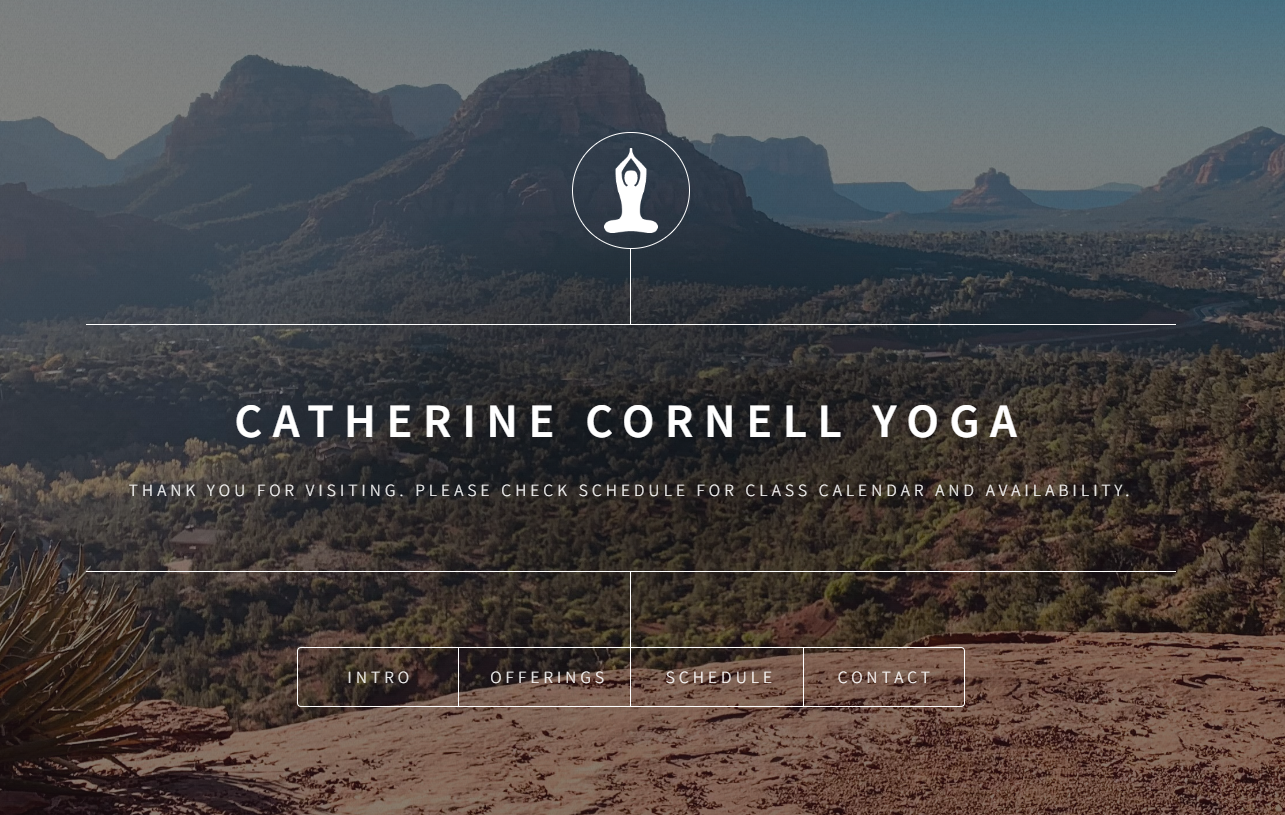 CATHERINE CORNELL YOGA
THANK YOU FOR VISITING. PLEASE CHECK SCHEDULE FOR CLASS CALENDAR AND AVAILABILITY.
INTRO OFFERINGS SCHEDULE CONTACT